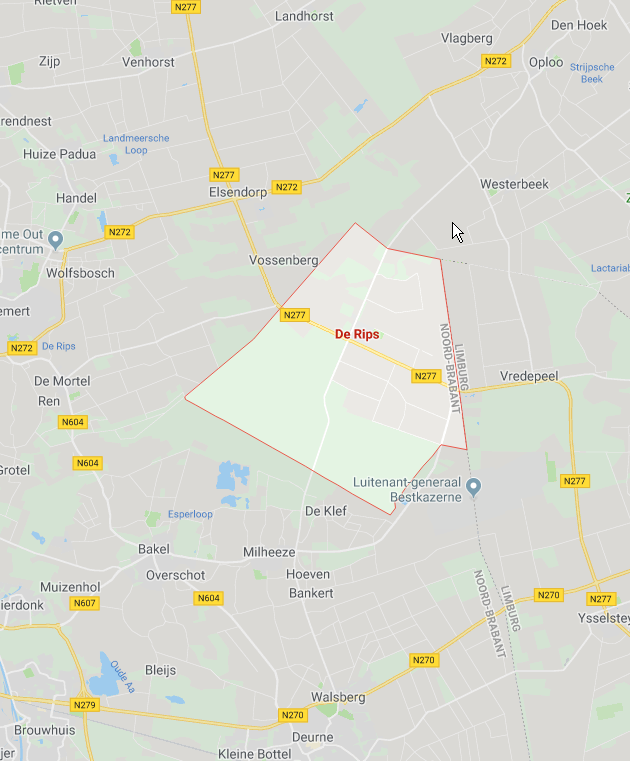 Rietven
N277
Landhorst
Den Hoek
Vlagberg
Zijp
Venhorst
N272
Oploo
Strijpsche
Beek
rendnest
Landmeersche
Loop
Huize Padua
N277
N272
Elsendorp
Westerbeek
Handel
N272
me Out
centrum
Vossenberg
Wolfsbosch
Lactariab
emert
N277
De Rips
N272
De Rips
LIMBURG
NOORD-BRABANT
N277
Vredepeel
De Mortel
Ren
N604
N604
Grotel
N277
Luitenant-generaal
Bestkazerne
Esperloop
De Klef
Bakel
Milheeze
Overschot
Hoeven
Muizenhol
Bankert
ierdonk
N607
N604
NOORD-BRABANT
LIMBURG
N270
N277
Ysselstey
N270
Bleijs
Oude Aa
Walsberg
N279
N270
Brouwhuis
Deurne
jer
Kleine Bottel